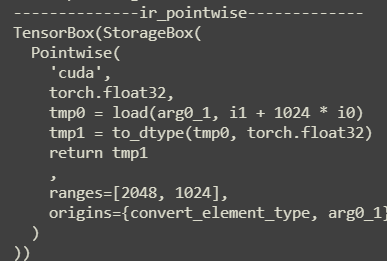 --------------ir_pointwise-------------
TensorBox(StorageBox(
  Pointwise(
    'cuda',
    torch.float32,
    tmp0 = load(arg0_1, i1 + 1024 * i0)
    tmp1 = to_dtype(tmp0, torch.float32)
    return tmp1
    ,
    ranges=[2048, 1024],
    origins={convert_element_type, arg0_1}
  )
))